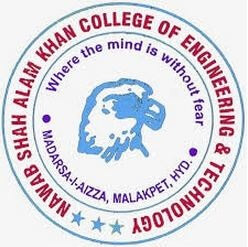 NAWAB SHAH ALAM KHAN COLLEGE OF ENGINEERING & TECHNOLOGY
Where the mind is without fear
MADARSA-I-AIZZA, MALAKPET, HYD.